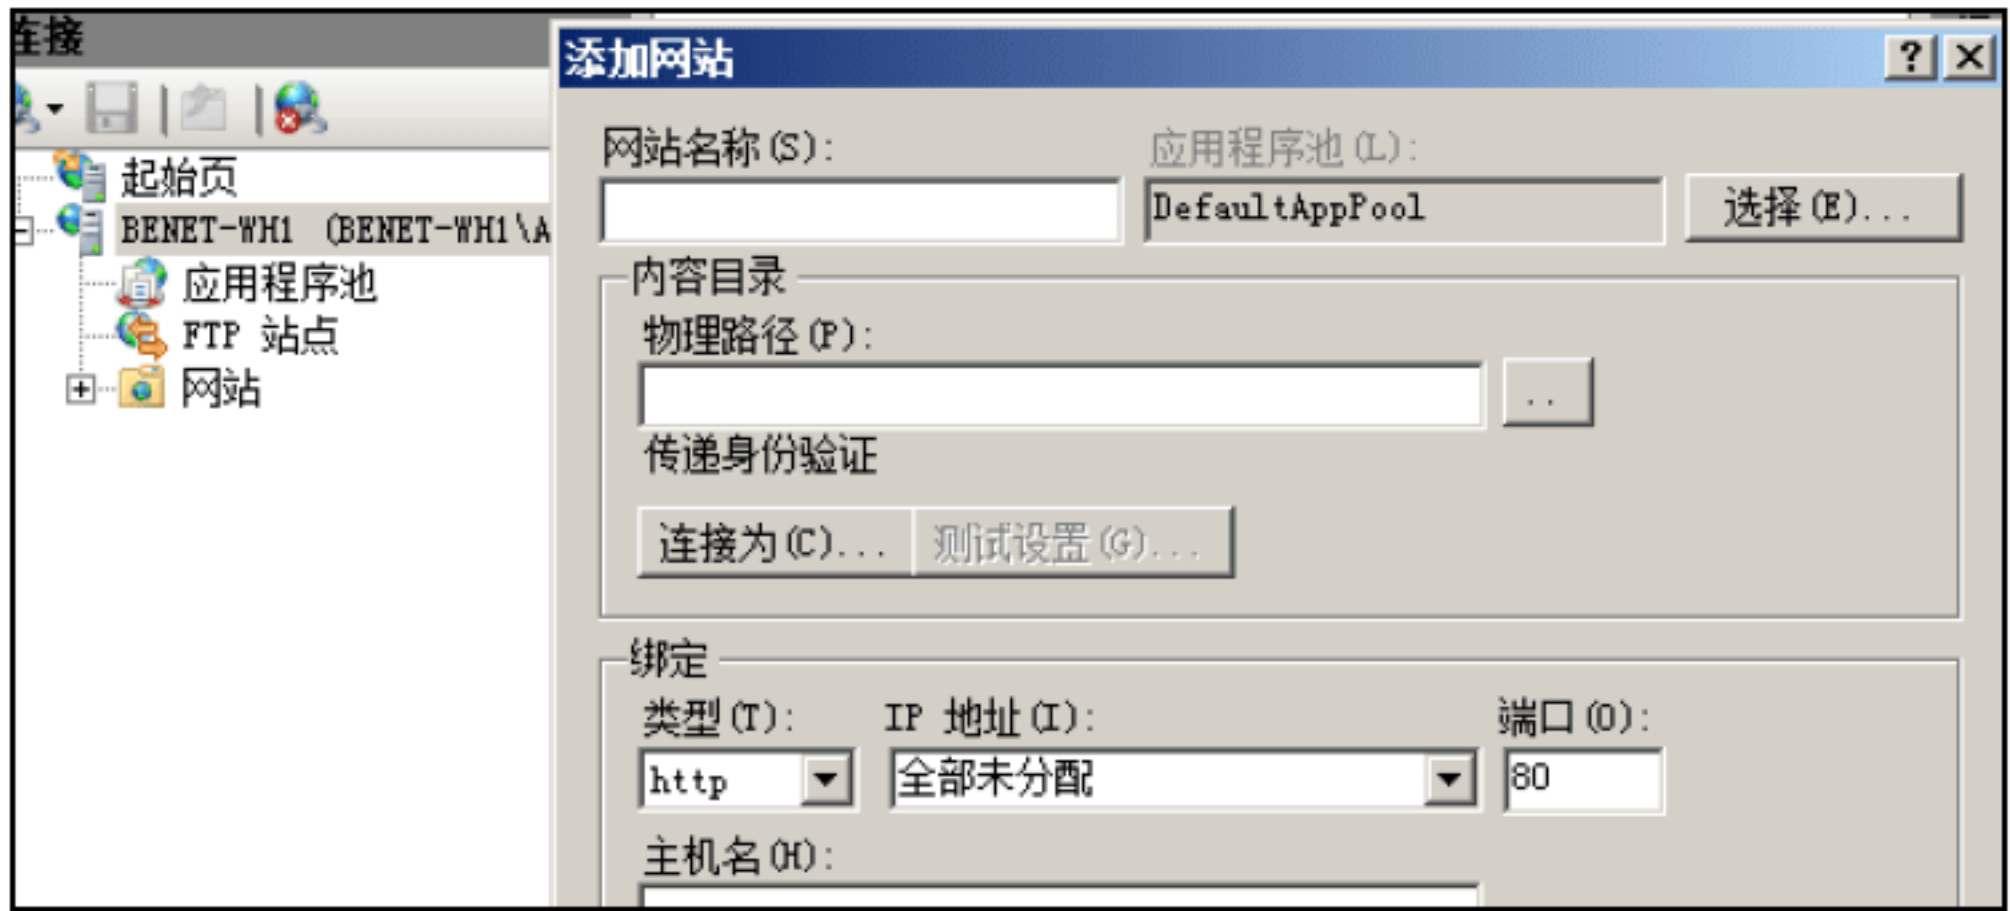 连接
起始页
BENET-WH1 (BENET-WH1\A
应用程序池
FTP 站点
网站
添加网站
网站名称(S):
应用程序池(L):
DefaultAppPool
选择(E)...
内容目录
物理路径(P):
..
传递身份验证
连接为(C)...
测试设置(G)...
绑定
类型(T):
IP 地址(I):
端口(O):
http
全部未分配
80
主机名(H):